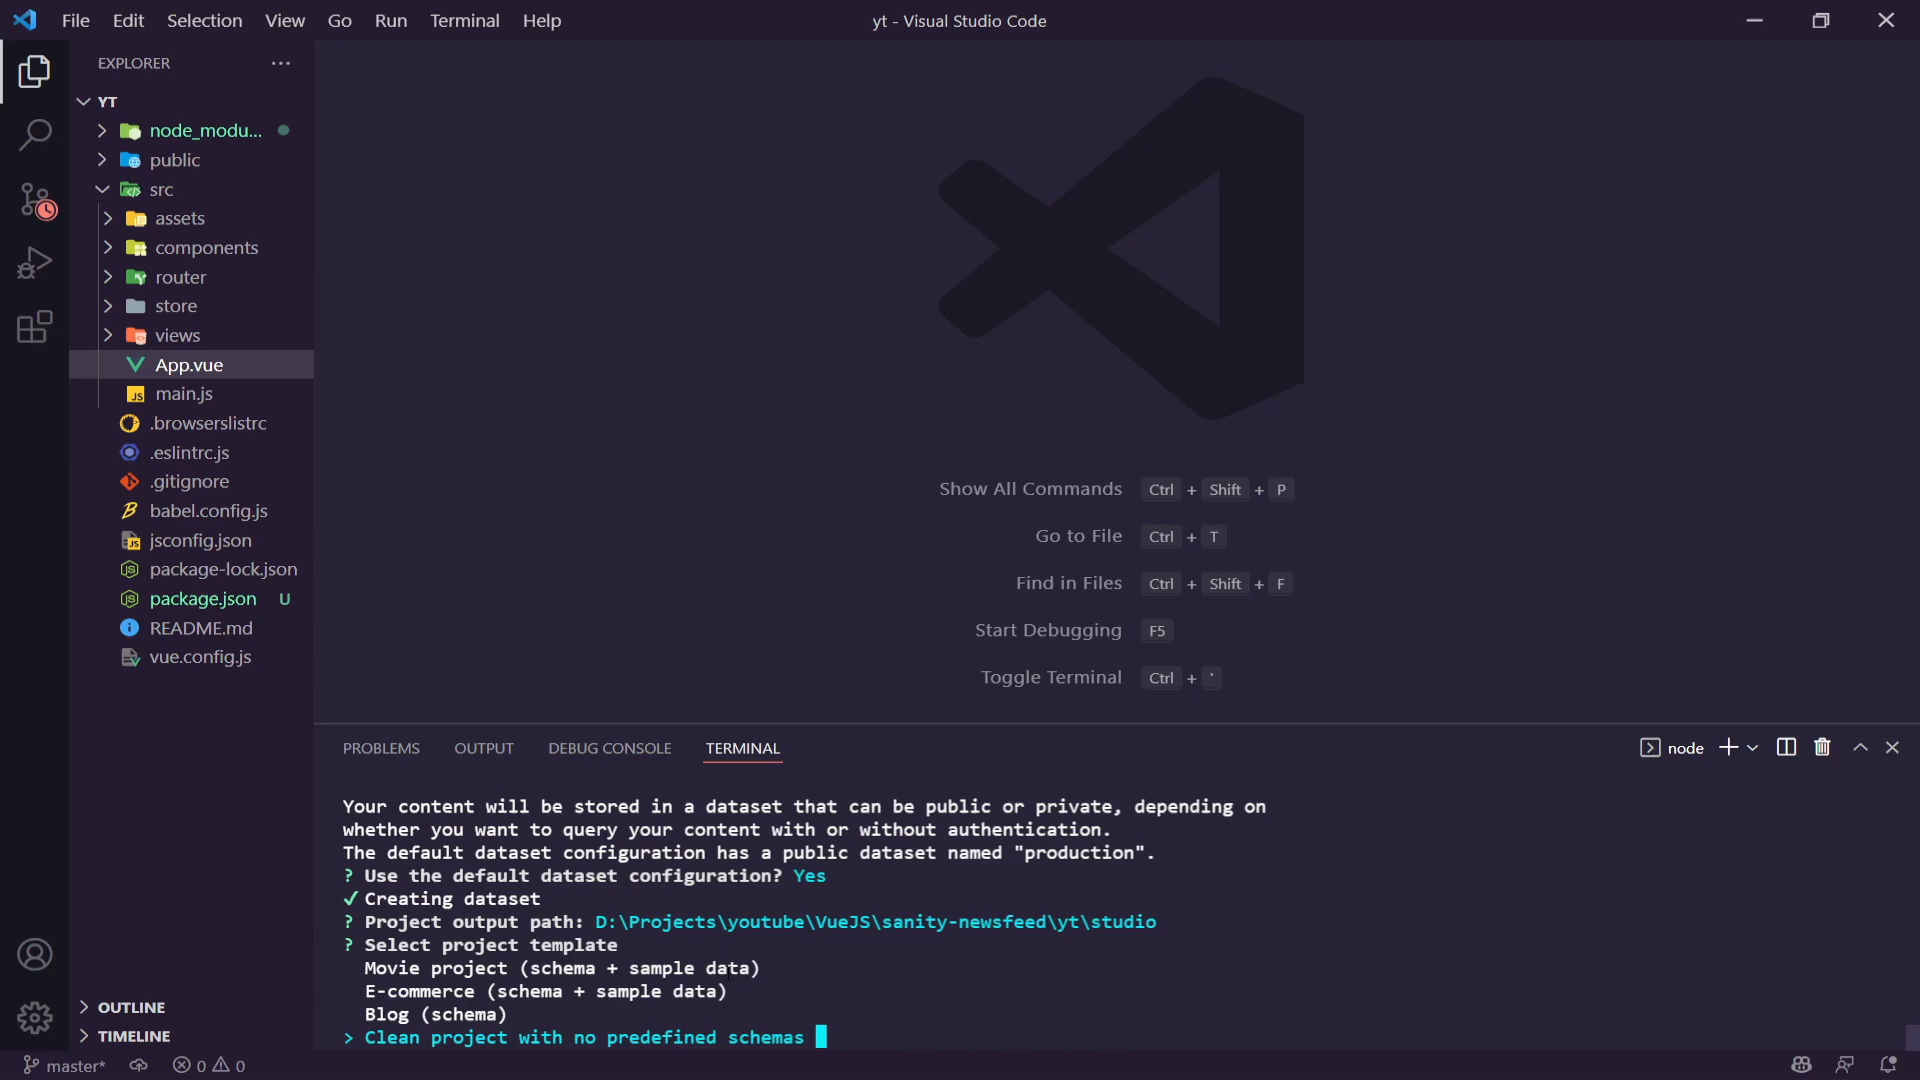 File Edit Selection View Go Run Terminal Help
yt - Visual Studio Code
EXPLORER
YT
node_modu...
public
src
assets
components
router
store
views
App.vue
main.js
.browserslistrc
.eslintrc.js
.gitignore
babel.config.js
jsconfig.json
package-lock.json
package.json U
README.md
vue.config.js
OUTLINE
TIMELINE
Show All Commands Ctrl + Shift + P
Go to File Ctrl + T
Find in Files Ctrl + Shift + F
Start Debugging F5
Toggle Terminal Ctrl + '
PROBLEMS OUTPUT DEBUG CONSOLE TERMINAL
node
Your content will be stored in a dataset that can be public or private, depending on
whether you want to query your content with or without authentication.
The default dataset configuration has a public dataset named "production".
? Use the default dataset configuration? Yes
✓ Creating dataset
? Project output path: D:\Projects\youtube\VueJS\sanity-newsfeed\yt\studio
? Select project template
Movie project (schema + sample data)
E-commerce (schema + sample data)
Blog (schema)
> Clean project with no predefined schemas
master* 0 0